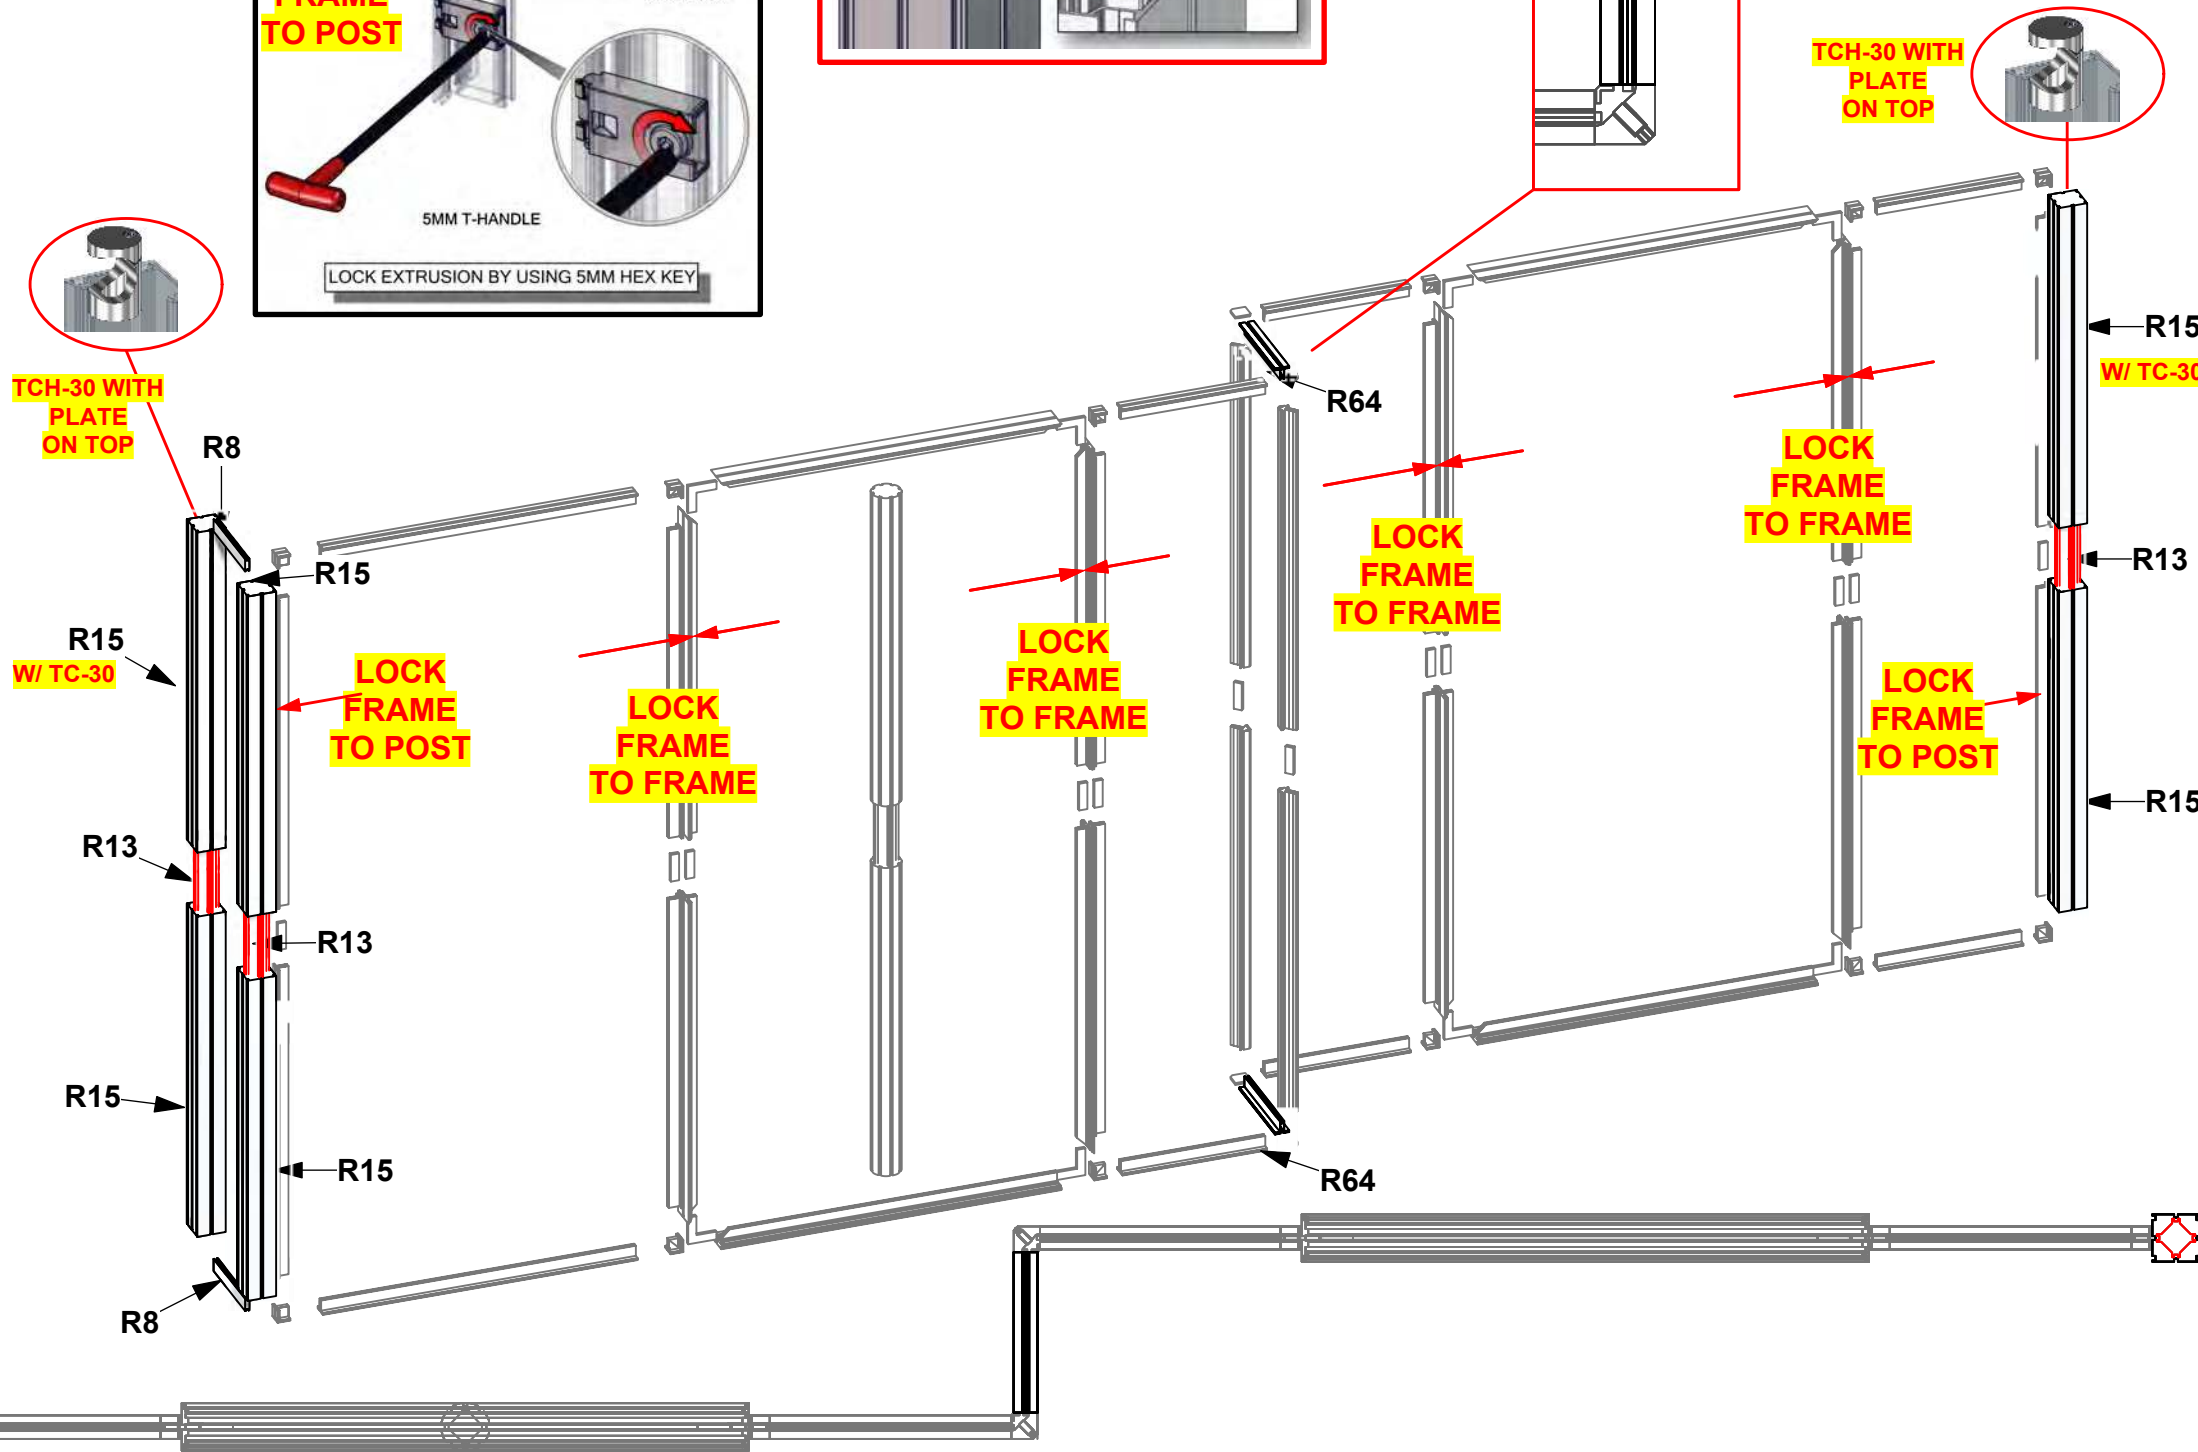 FRAME
TO POST
5MM T-HANDLE
LOCK EXTRUSION BY USING 5MM HEX KEY
TCH-30 WITH
PLATE
ON TOP
TCH-30 WITH
PLATE
ON TOP
R8
R15
R15
W/ TC-30
R13
R13
R15
R15
R8
LOCK
FRAME
TO POST
LOCK
FRAME
TO FRAME
LOCK
FRAME
TO FRAME
R64
R64
LOCK
FRAME
TO FRAME
LOCK
FRAME
TO FRAME
LOCK
FRAME
TO POST
R15
W/ TC-30
R13
R15